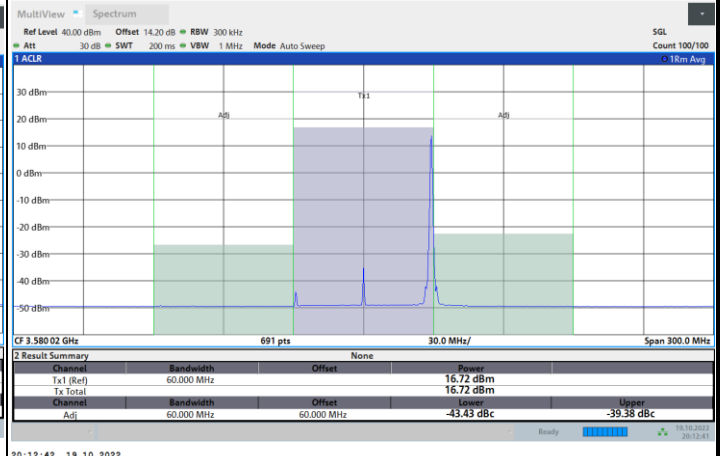 MultiView Spectrum
Ref Level 40.00 dBm Offset 14.20 dB RBW 300 kHz SGL
Att 30 dB SWT 200 ms VBW 1 MHz Mode Auto Sweep Count 100/100
1 ACLR 1Rm Avg
30 dBm Tx1
20 dBm Adj Adj
10 dBm
0 dBm
-10 dBm
-20 dBm
-30 dBm
-40 dBm
-50 dBm
CF 3.580 02 GHz 691 pts 30.0 MHz/ Span 300.0 MHz
2 Result Summary None
Channel Bandwidth Offset Power
Tx1 (Ref) 60.000 MHz 16.72 dBm
Tx Total 16.72 dBm
Channel Bandwidth Offset Lower Upper
Adj 60.000 MHz 60.000 MHz -43.43 dBc -39.38 dBc
Ready 19.10.2022
20:12:41
20:12:42 19.10.2022